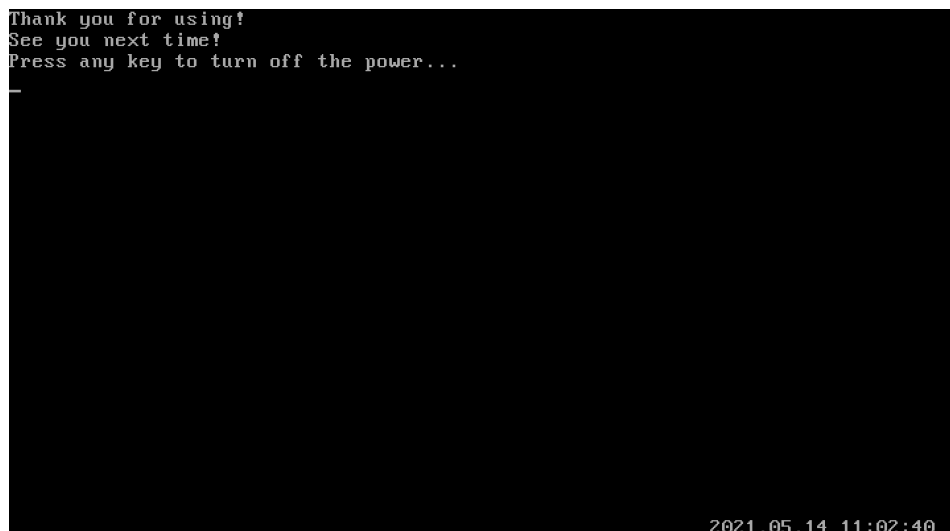 Thank you for using!
See you next time!
Press any key to turn off the power...
2021.05.14 11:02:40